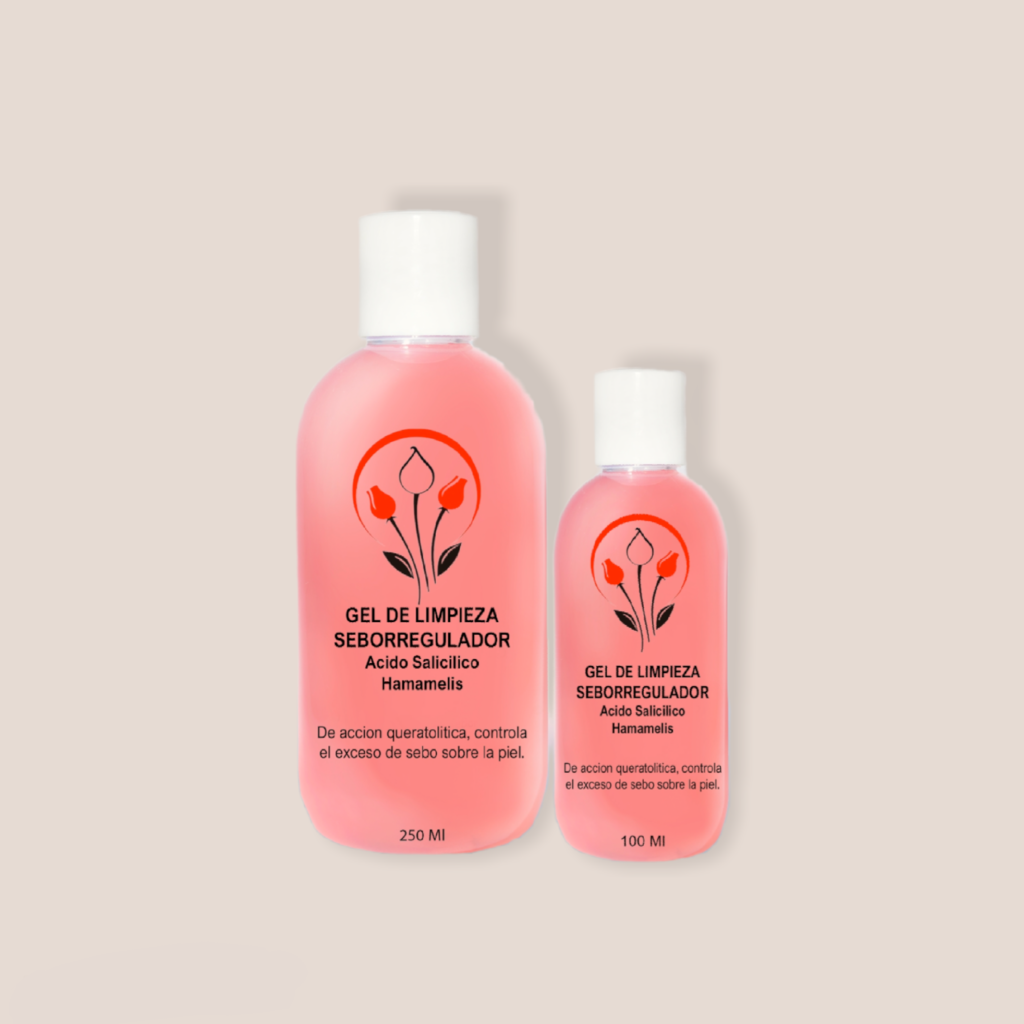 GEL DE LIMPIEZA
SEBORREGULADOR
Acido Salicilico
Hamamelis
De accion queratolitica, controla
el exceso de sebo sobre la piel.
250 Ml
GEL DE LIMPIEZA
SEBORREGULADOR
Acido Salicilico
Hamamelis
De accion queratolitica, controla
el exceso de sebo sobre la piel.
100 Ml